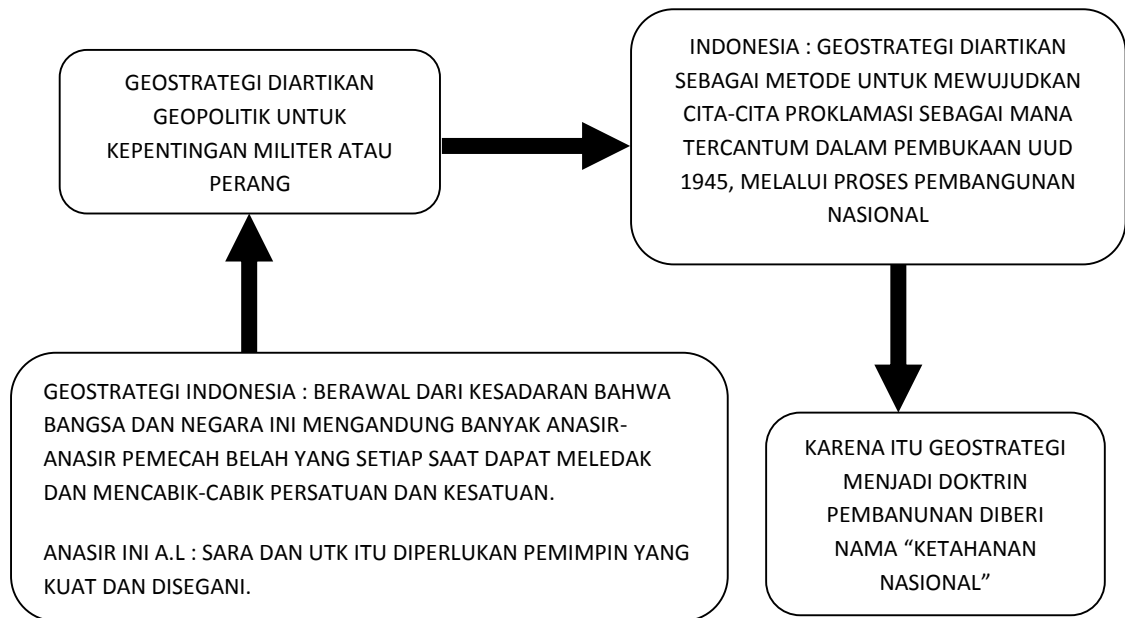 GEOSTRATEGI DIARTIKAN
GEOPOLITIK UNTUK
KEPENTINGAN MILITER ATAU
PERANG
INDONESIA : GEOSTRATEGI DIARTIKAN
SEBAGAI METODE UNTUK MEWUJUDKAN
CITA-CITA PROKLAMASI SEBAGAI MANA
TERCANTUM DALAM PEMBUKAAN UUD
1945, MELALUI PROSES PEMBANGUNAN
NASIONAL
GEOSTRATEGI INDONESIA : BERAWAL DARI KESADARAN BAHWA
BANGSA DAN NEGARA INI MENGANDUNG BANYAK ANASIR-
ANASIR PEMECAH BELAH YANG SETIAP SAAT DAPAT MELEDAK
DAN MENCABIK-CABIK PERSATUAN DAN KESATUAN.
ANASIR INI A.L : SARA DAN UTK ITU DIPERLUKAN PEMIMPIN YANG
KUAT DAN DISEGANI.
KARENA ITU GEOSTRATEGI
MENJADI DOKTRIN
PEMBANUNAN DIBERI
NAMA “KETAHANAN
NASIONAL”